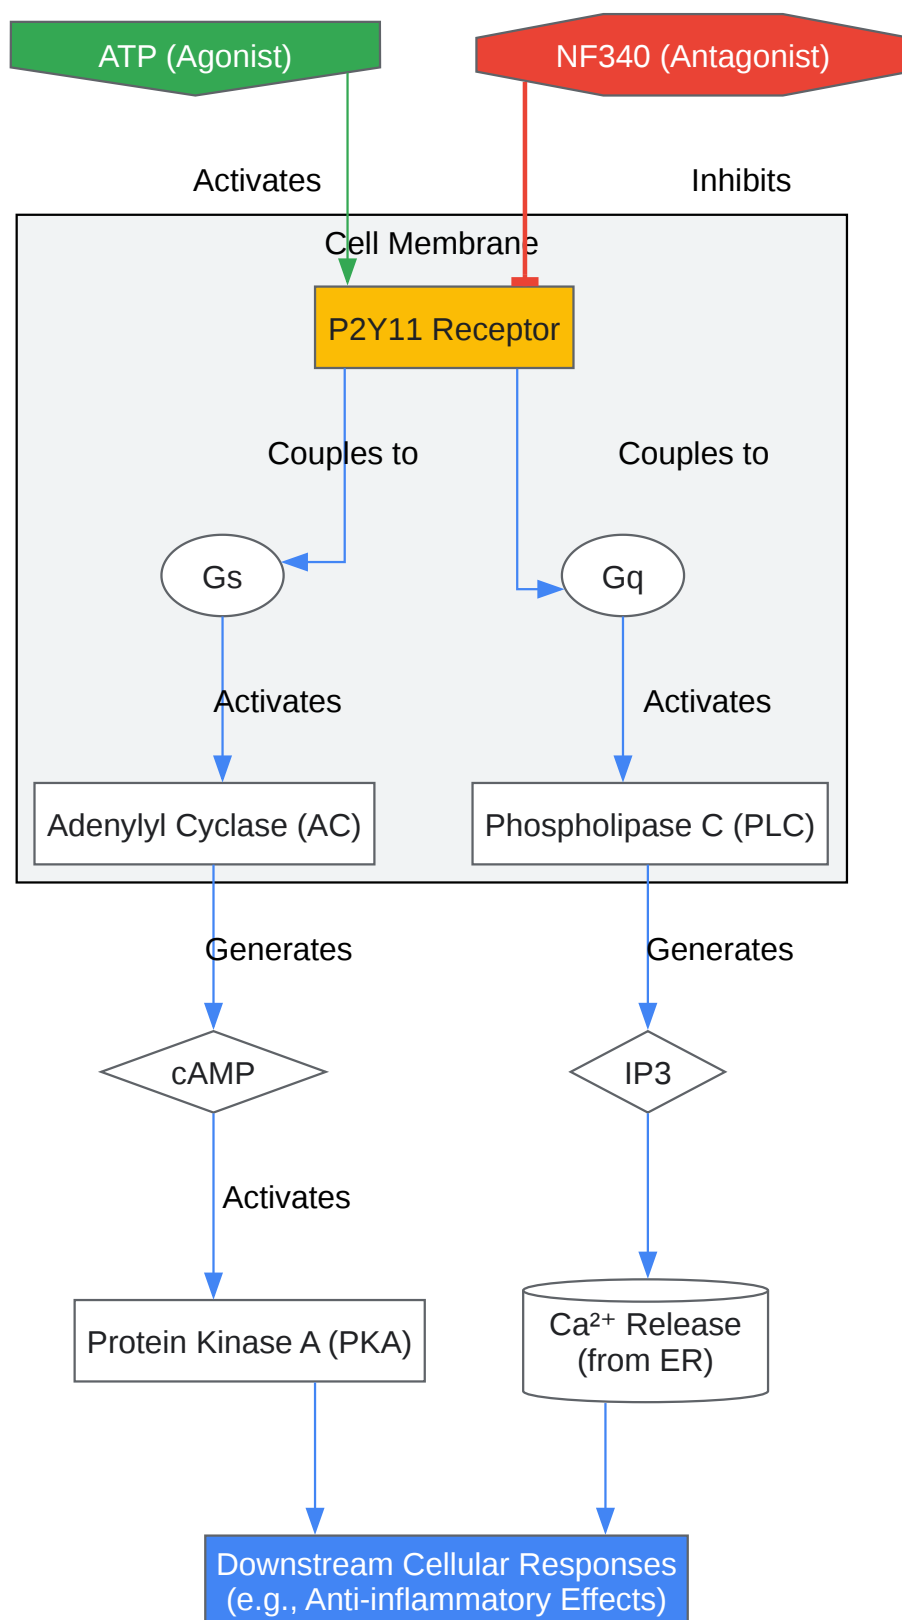 ATP (Agonist)
NF340 (Antagonist)
Activates
Inhibits
Cell Membrane
P2Y11 Receptor
Couples to
Couples to
Gs
Gq
Activates
Activates
Adenylyl Cyclase (AC)
Phospholipase C (PLC)
Generates
Generates
cAMP
IP3
Activates
Protein Kinase A (PKA)
Ca²⁺ Release
(from ER)
Downstream Cellular Responses
(e.g., Anti-inflammatory Effects)